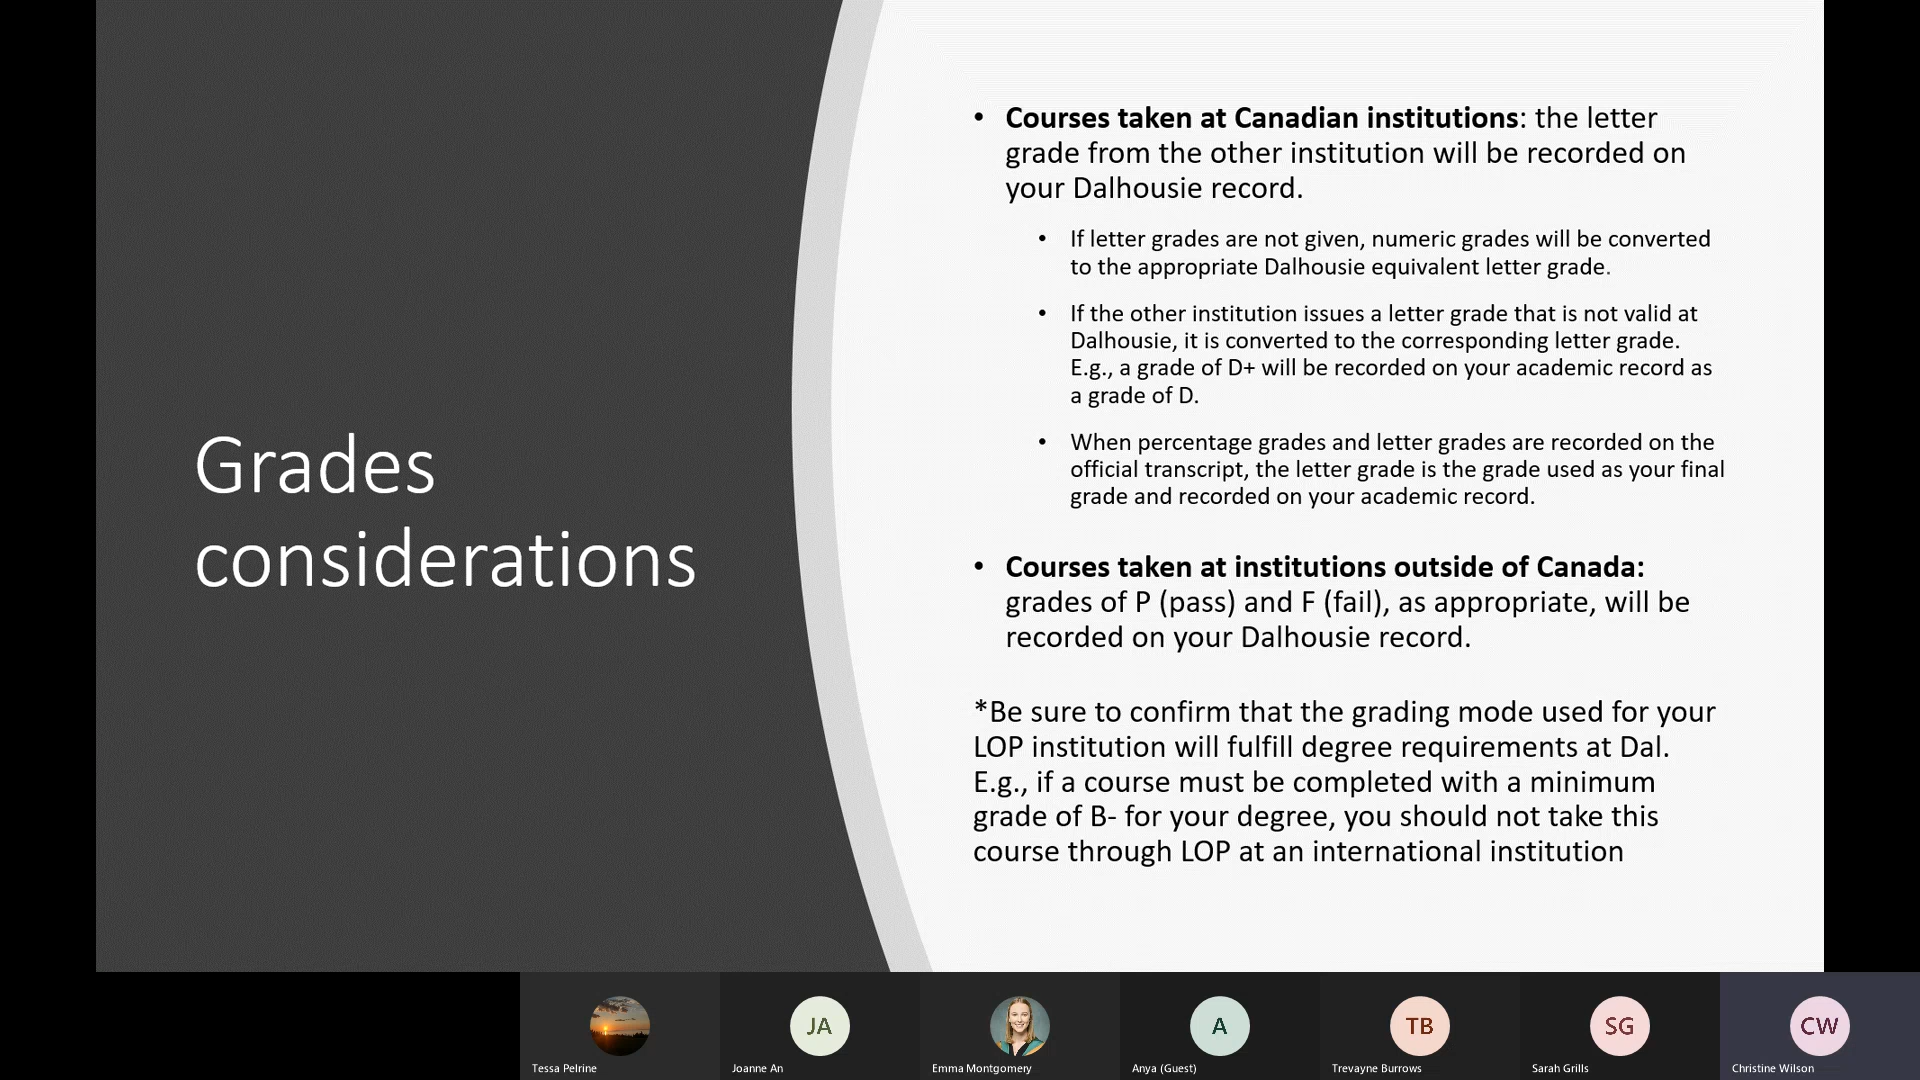 Grades
considerations
• Courses taken at Canadian institutions: the letter
grade from the other institution will be recorded on
your Dalhousie record.
• If letter grades are not given, numeric grades will be converted
to the appropriate Dalhousie equivalent letter grade.
• If the other institution issues a letter grade that is not valid at
Dalhousie, it is converted to the corresponding letter grade.
E.g., a grade of D+ will be recorded on your academic record as
a grade of D.
• When percentage grades and letter grades are recorded on the
official transcript, the letter grade is the grade used as your final
grade and recorded on your academic record.
• Courses taken at institutions outside of Canada:
grades of P (pass) and F (fail), as appropriate, will be
recorded on your Dalhousie record.
*Be sure to confirm that the grading mode used for your
LOP institution will fulfill degree requirements at Dal.
E.g., if a course must be completed with a minimum
grade of B- for your degree, you should not take this
course through LOP at an international institution
JA
A
TB
SG
CW
Tessa Pelrine
Joanne An
Emma Montgomery
Anya (Guest)
Trevayne Burrows
Sarah Grills
Christine Wilson